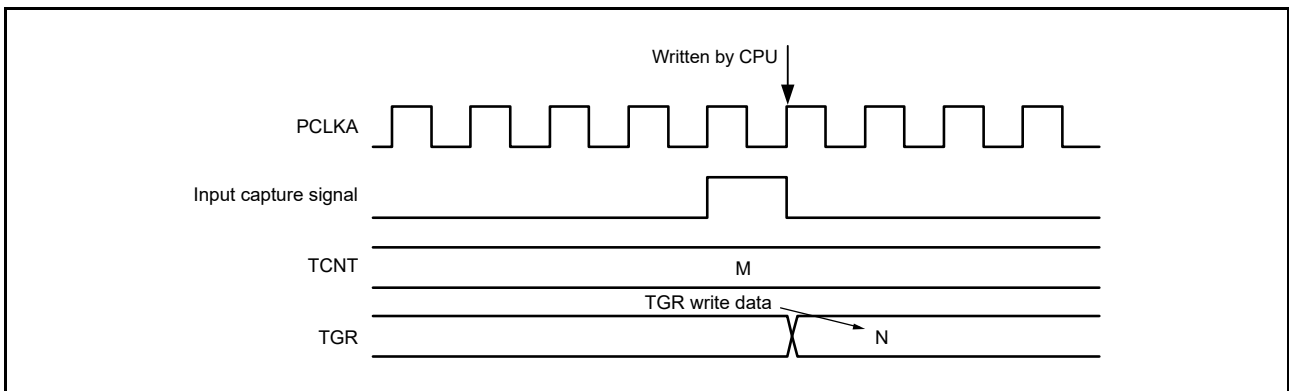 Written by CPU
PCLKA
Input capture signal
TCNT
M
TGR write data
TGR
N